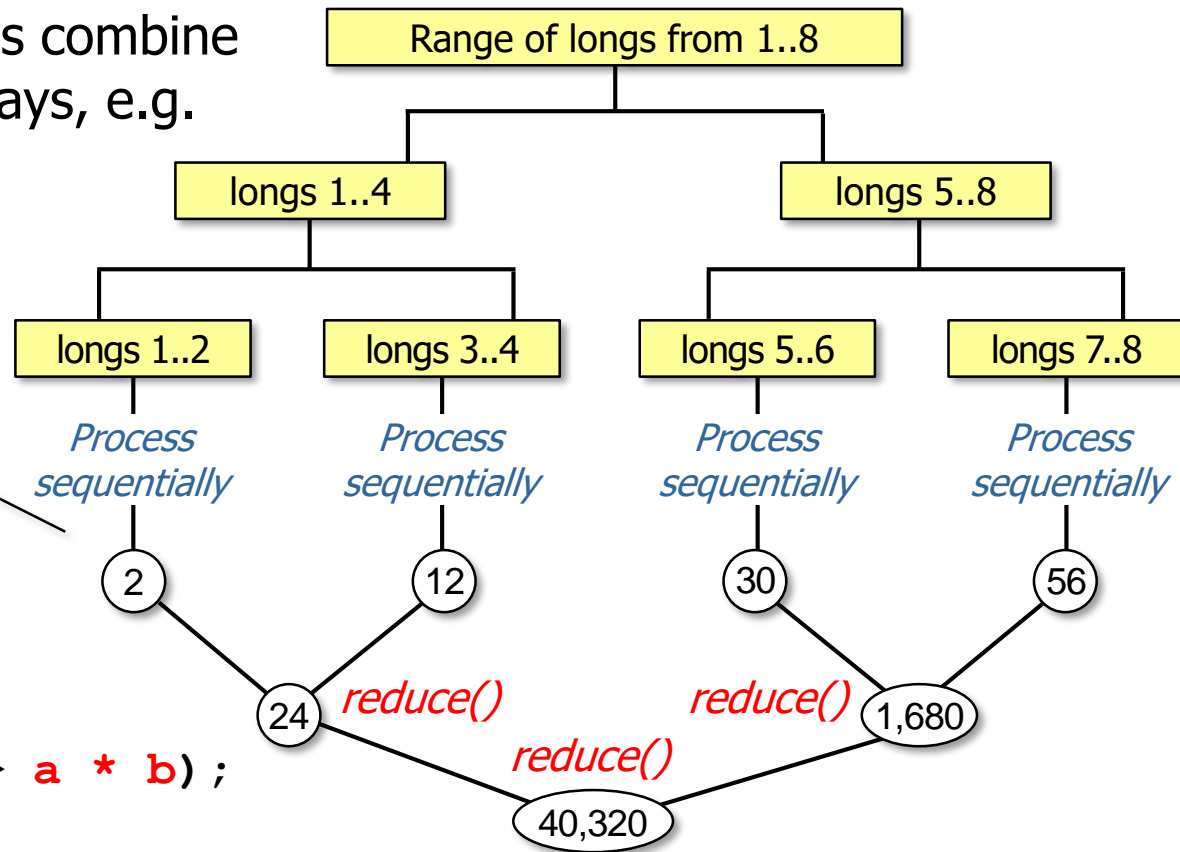 s combine
ays, e.g.
Range of longs from 1..8
longs 1..4
longs 5..8
longs 1..2
longs 3..4
longs 5..6
longs 7..8
Process
sequentially
Process
sequentially
Process
sequentially
Process
sequentially
2
12
30
56
24
reduce()
reduce()
1,680
reduce()
a * b);
40,320